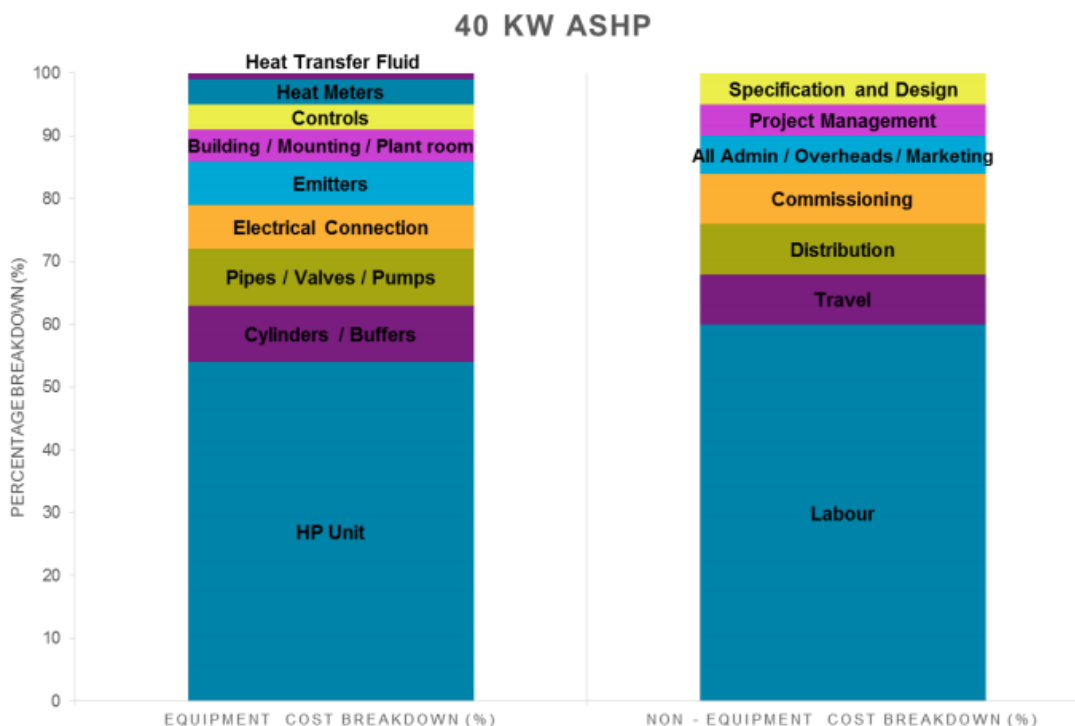 40 KW ASHP
PERCENTAGE BREAKDOWN (%)
100
90
80
70
60
50
40
30
20
10
0
Heat Transfer Fluid
Heat Meters
Controls
Building / Mounting / Plant room
Emitters
Electrical Connection
Pipes / Valves / Pumps
Cylinders / Buffers
HP Unit
EQUIPMENT COST BREAKDOWN (%)
Specification and Design
Project Management
All Admin / Overheads / Marketing
Commissioning
Distribution
Travel
Labour
NON - EQUIPMENT COST BREAKDOWN (%)